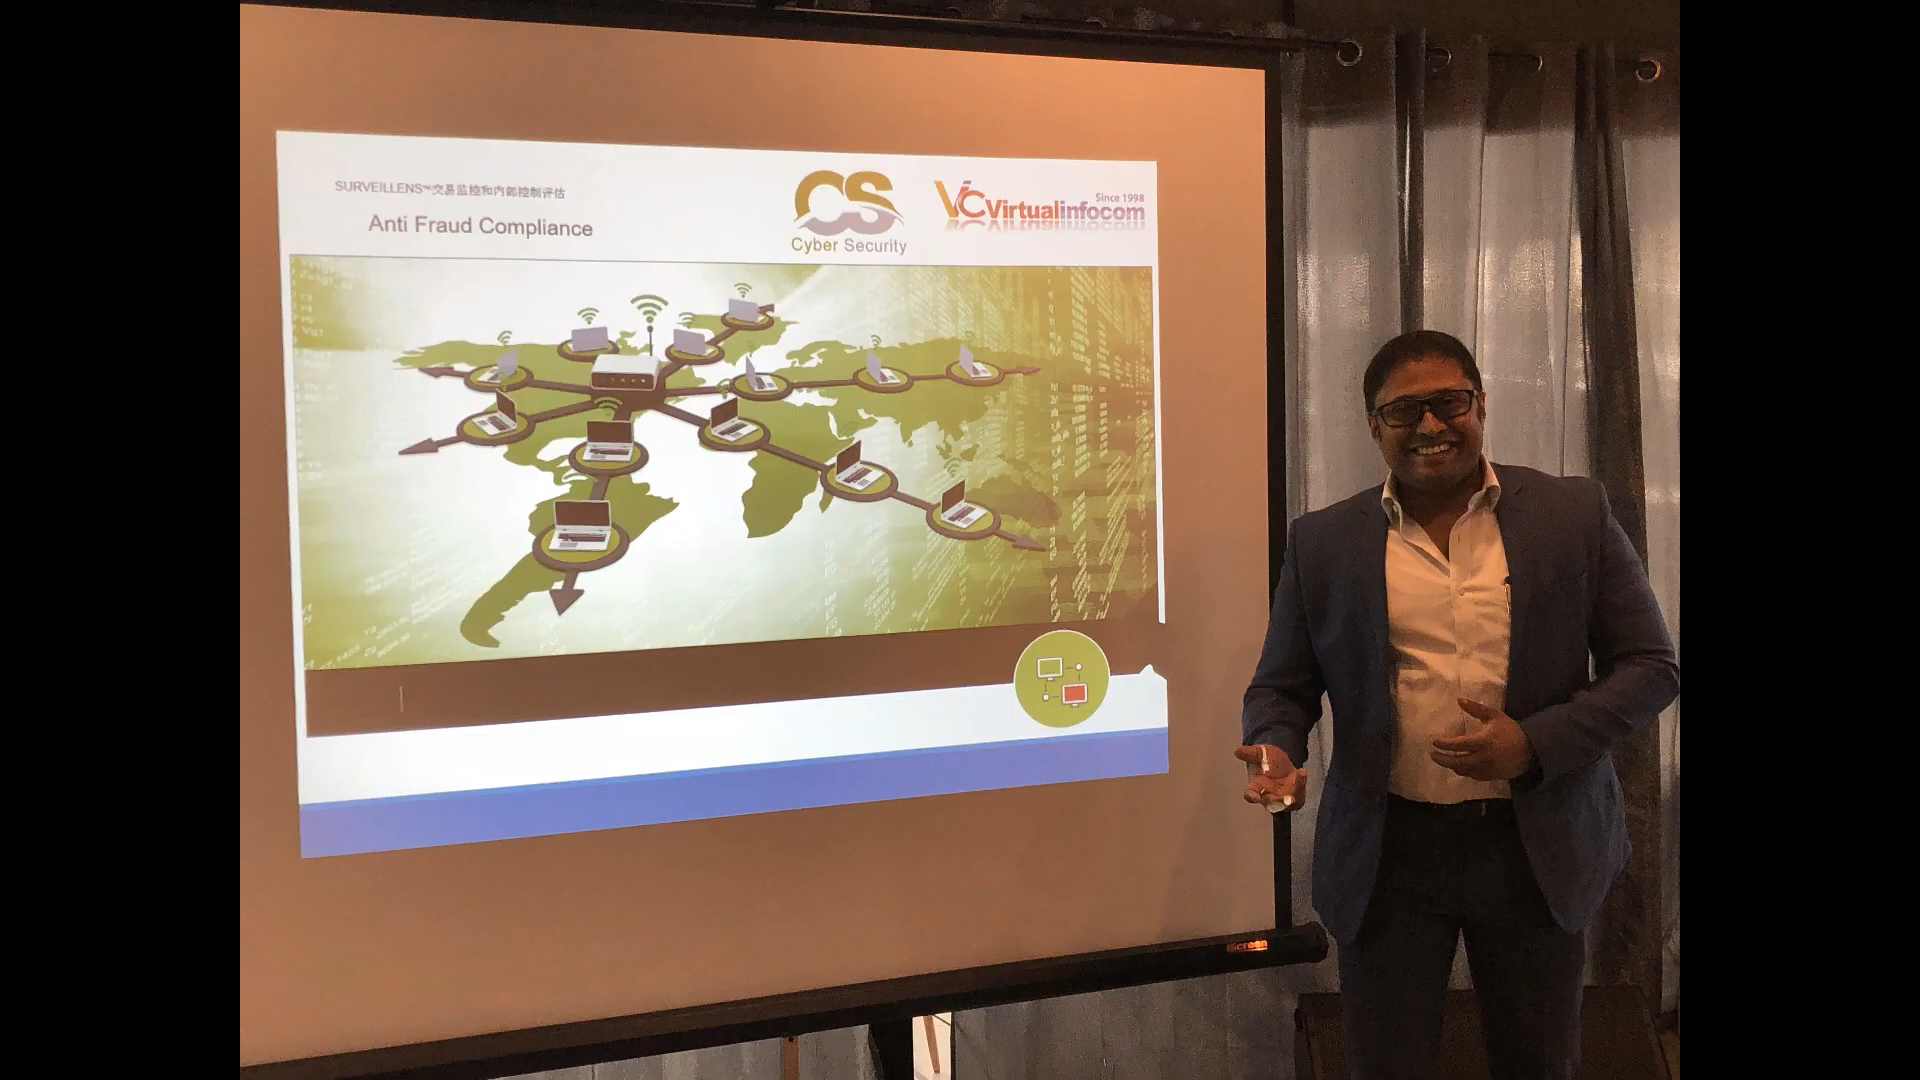 SURVEILLENS™交易监控和内部控制评估
Anti Fraud Compliance
CS
Cyber Security
VC
Since 1998
Virtualinfocom
iScreen